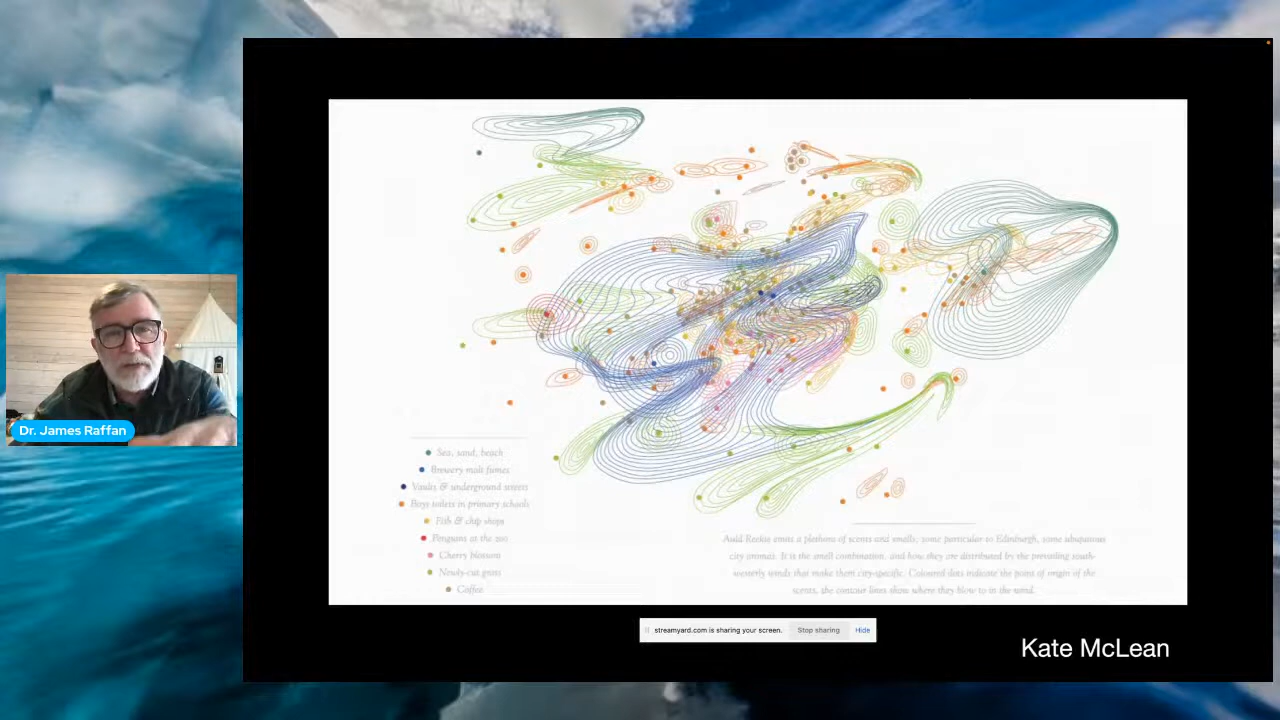 Dr. James Raffan
Sea, sand, beach
Brewery malt fumes
Vaults & underground streets
Boys toilets in primary schools
Fish & chip shops
Penguins at the zoo
Cherry blossom
Newly-cut grass
Coffee
Auld Reekie emits a plethora of scents and smells; some particular to Edinburgh, some ubiquitous
city aromas. It is the smell combination, and how they are distributed by the prevailing south-
westerly winds that make them city-specific. Coloured dots indicate the point of origin of the
scents, the contour lines show where they blow to in the wind.
streamyard.com is sharing your screen.
Stop sharing
Hide
Kate McLean